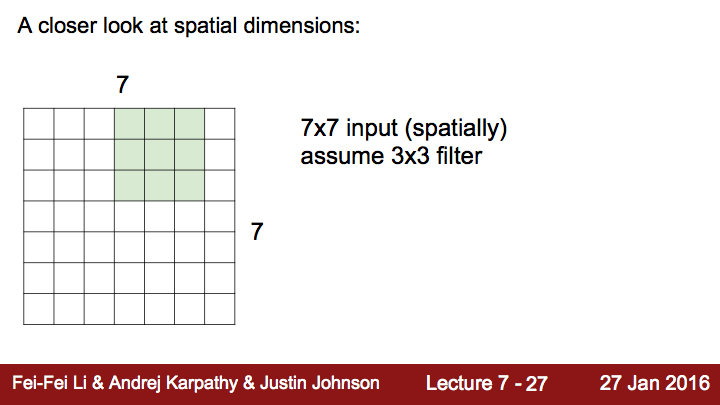 A closer look at spatial dimensions:
7
7x7 input (spatially)
assume 3x3 filter
7
Fei-Fei Li & Andrej Karpathy & Justin Johnson Lecture 7 - 27 27 Jan 2016